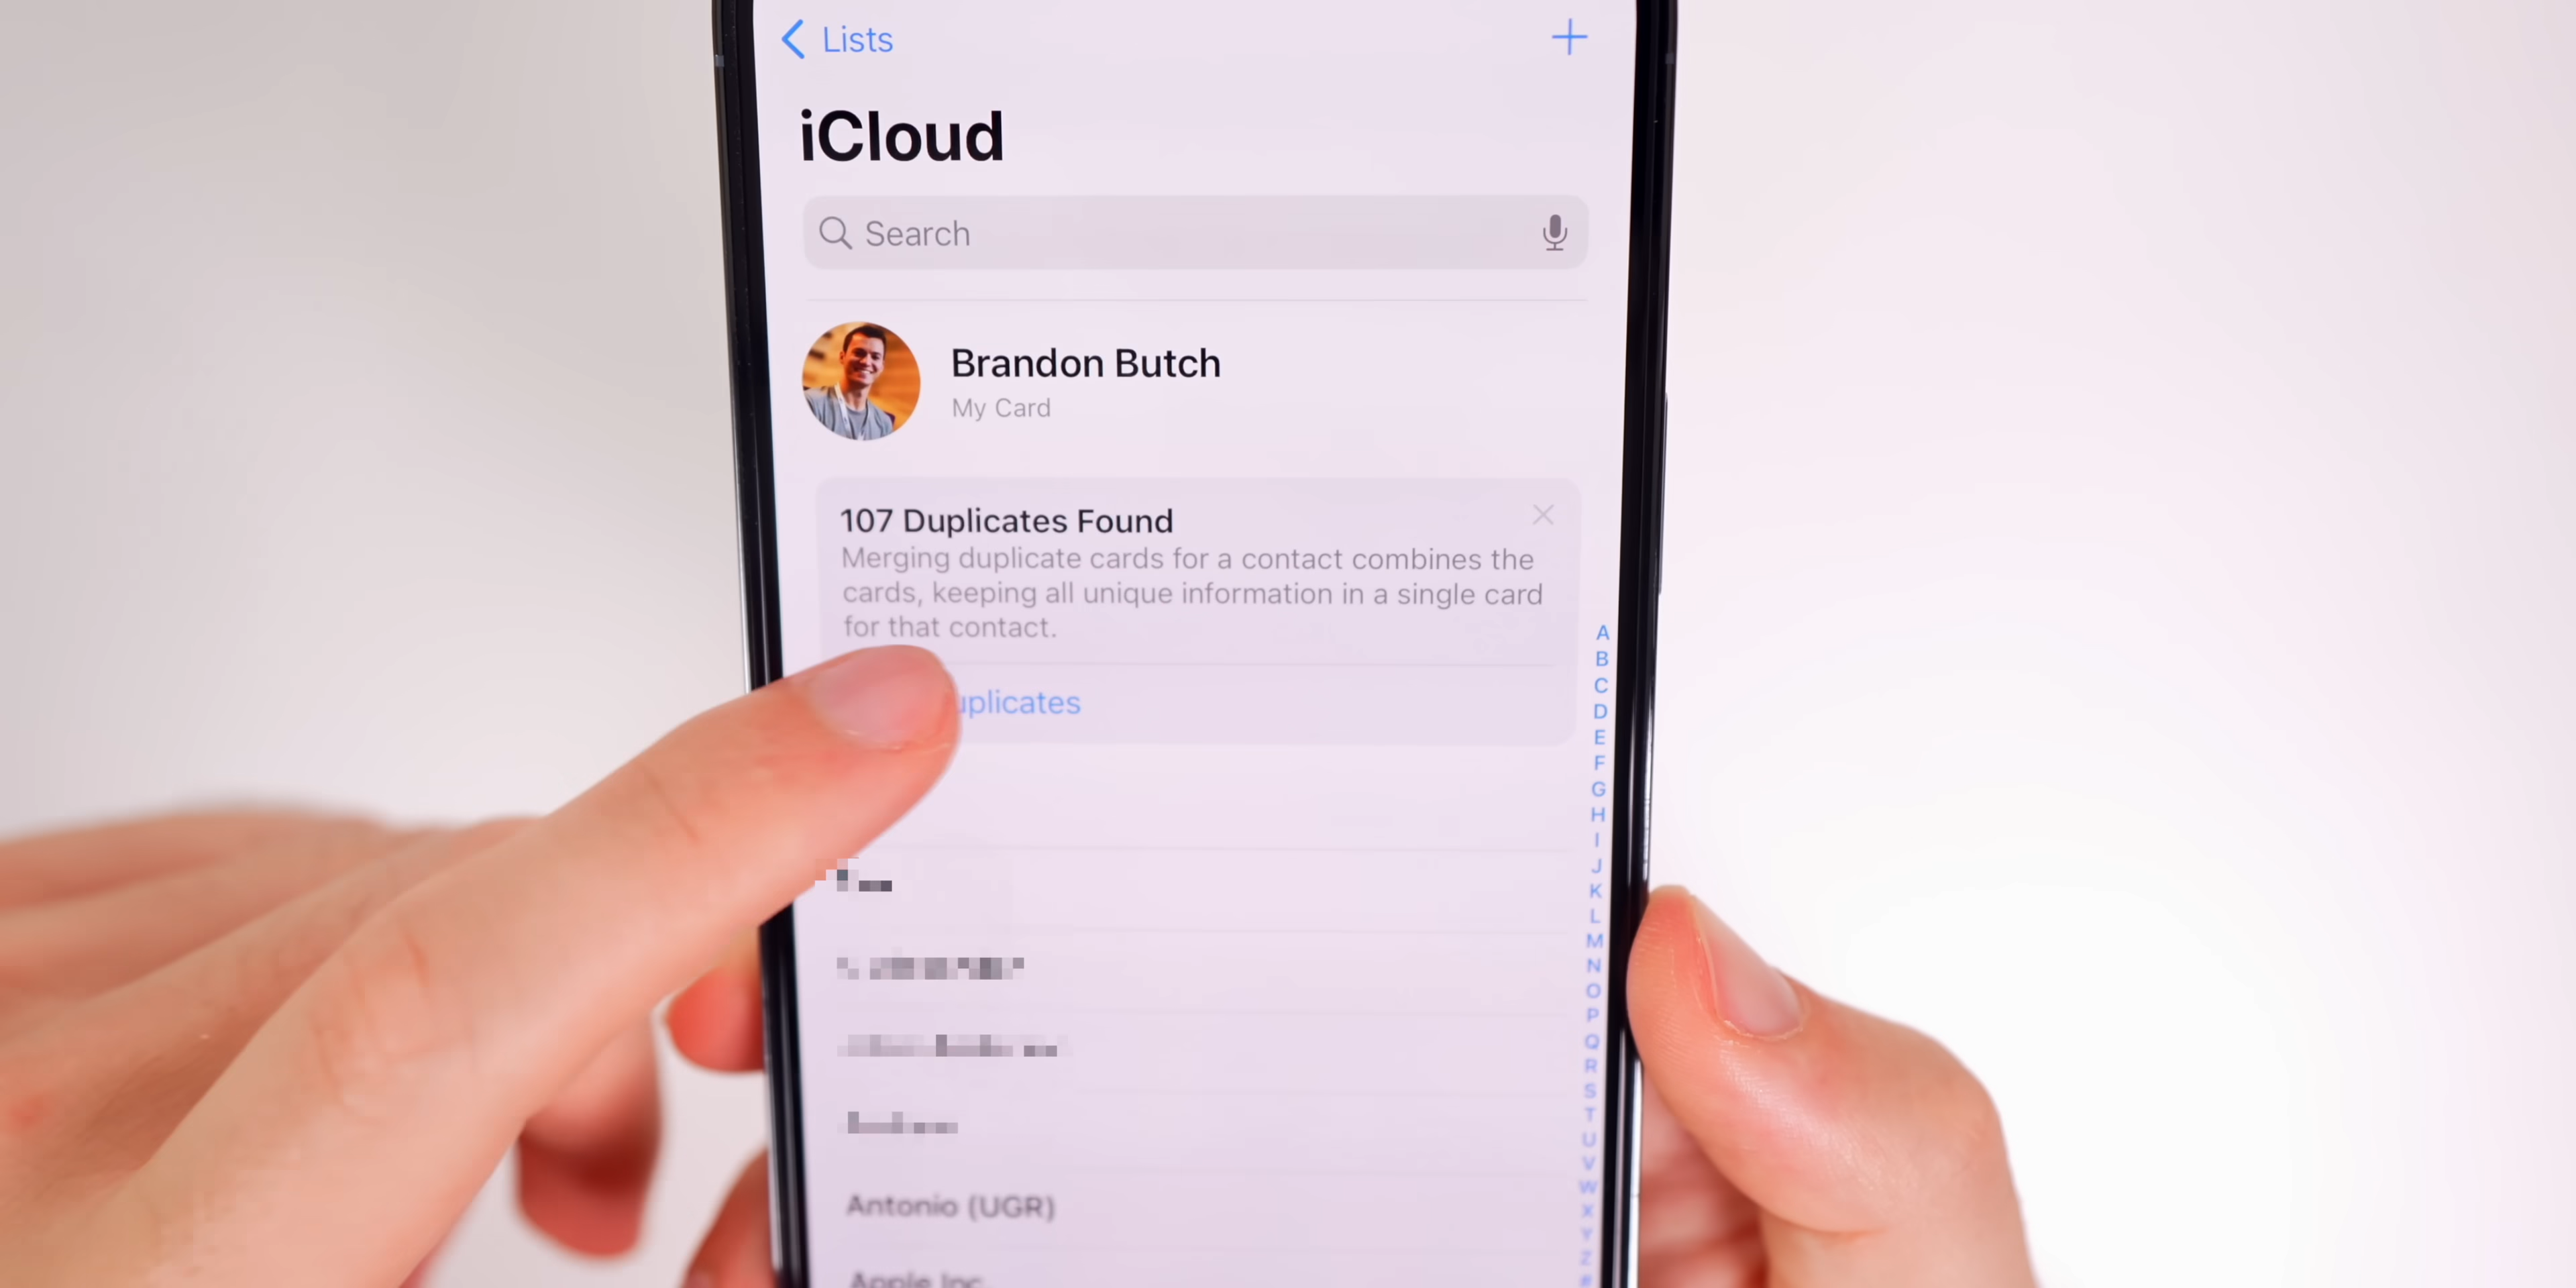 Lists
iCloud
Search
Brandon Butch
My Card
107 Duplicates Found
Merging duplicate cards for a contact combines the
cards, keeping all unique information in a single card
for that contact.
uplicates
Antonio (UGR)
Apple Inc.
A
B
C
D
E
F
G
H
I
J
K
L
M
N
O
P
Q
R
S
T
U
V
W
X
Y
Z
#